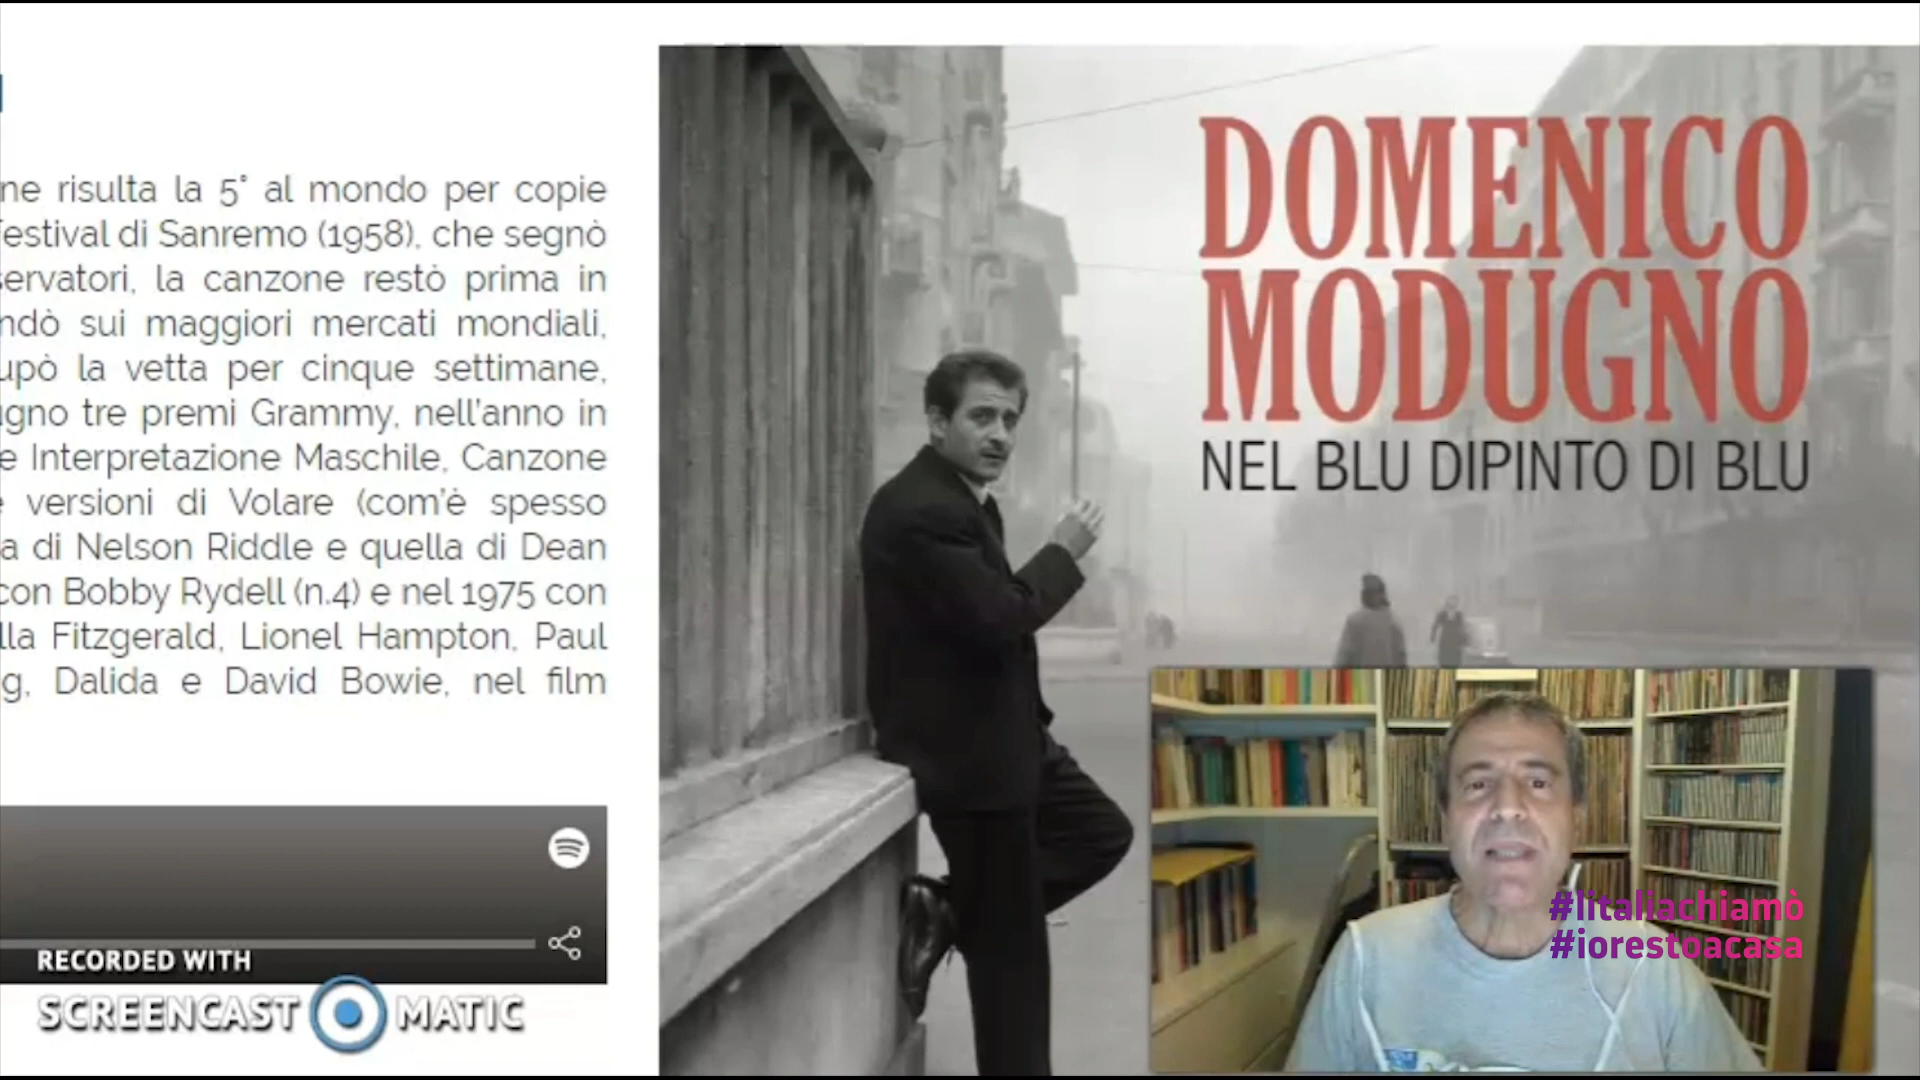 ne risulta la 5° al mondo per copie
estival di Sanremo (1958), che segnò
servatori, la canzone restò prima in
ndò sui maggiori mercati mondiali,
upò la vetta per cinque settimane,
gno tre premi Grammy, nell'anno in
e Interpretazione Maschile, Canzone
e versioni di Volare (com'è spesso
a di Nelson Riddle e quella di Dean
con Bobby Rydell (n.4) e nel 1975 con
lla Fitzgerald, Lionel Hampton, Paul
g, Dalida e David Bowie, nel film
RECORDED WITH
SCREENCAST MATIC
DOMENICO
MODUGNO
NEL BLU DIPINTO DI BLU
#litaliachiamò
#iorestoacasa